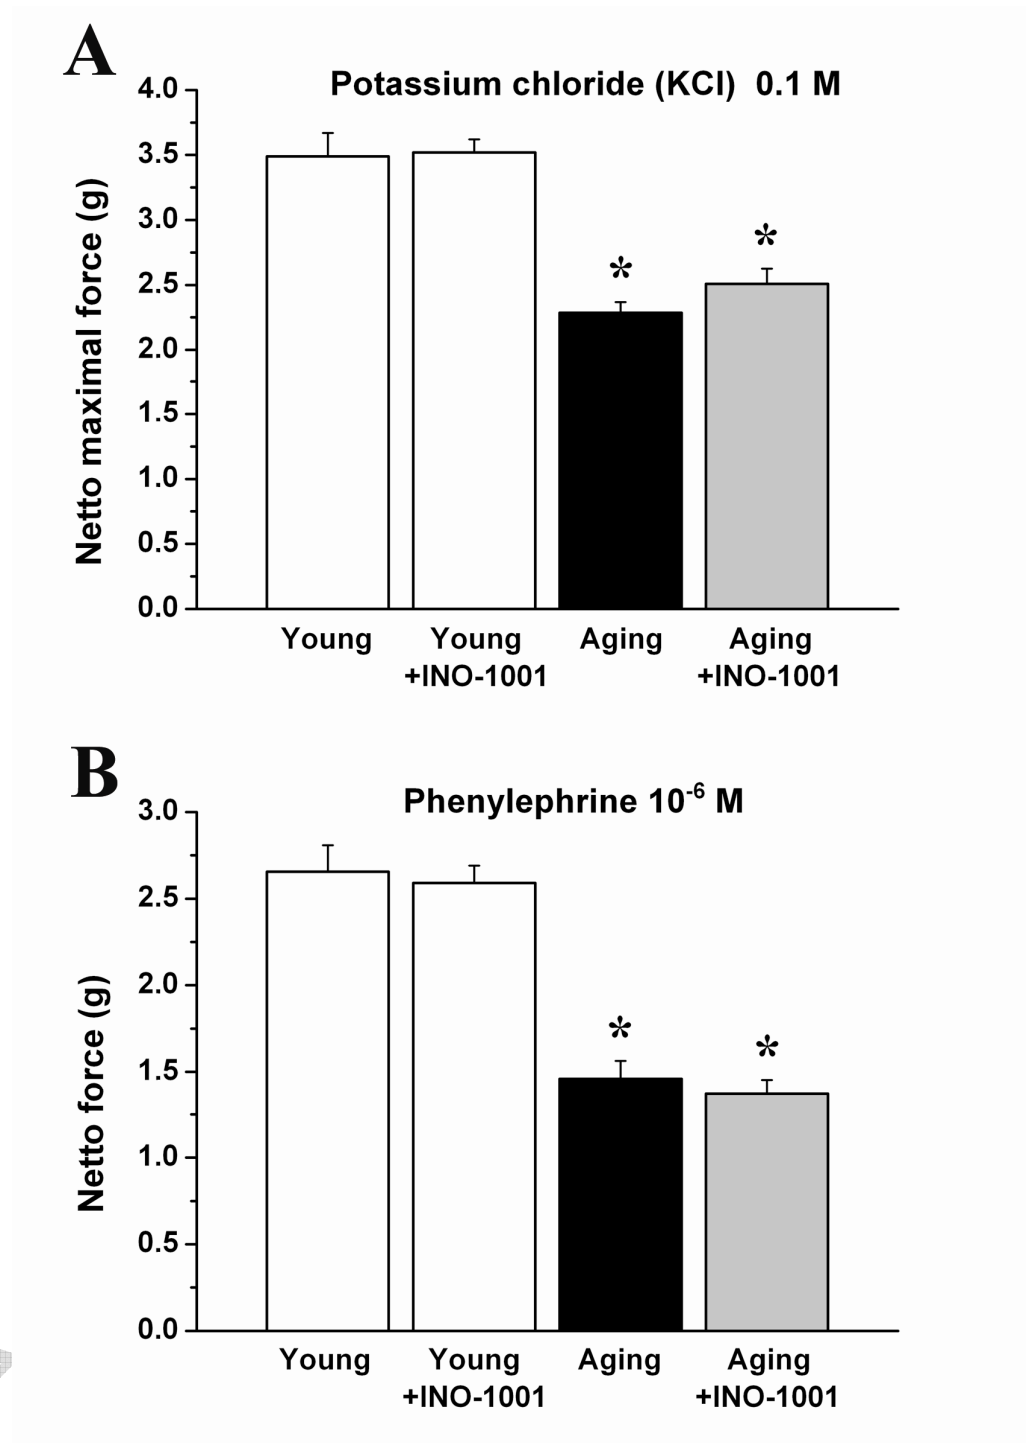 A
Potassium chloride (KCl) 0.1 M
Netto maximal force (g)
4.0
3.5
3.0
2.5
2.0
1.5
1.0
0.5
0.0
*
*
Young
Young
+INO-1001
Aging
Aging
+INO-1001
B
Phenylephrine 10⁻⁶ M
Netto force (g)
3.0
2.5
2.0
1.5
1.0
0.5
0.0
*
*
Young
Young
+INO-1001
Aging
Aging
+INO-1001